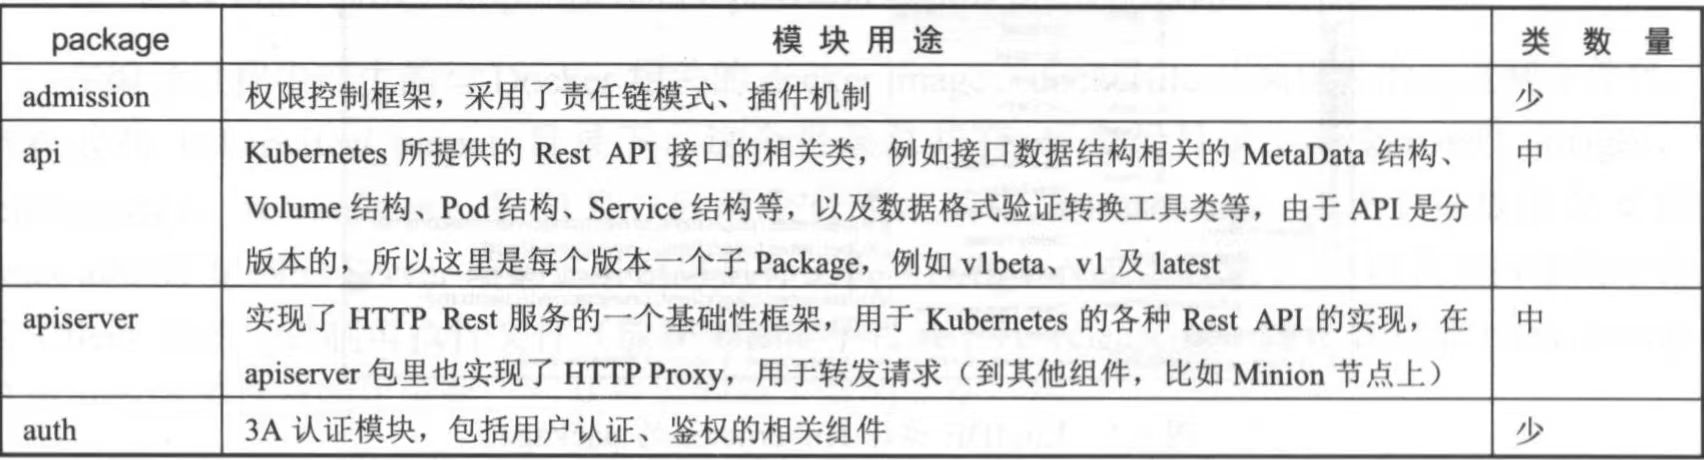 package 模块用途 类数量
admission 权限控制框架，采用了责任链模式、插件机制 少
api Kubernetes 所提供的 Rest API 接口的相关类，例如接口数据结构相关的 MetaData 结构、 中
Volume 结构、Pod 结构、Service 结构等，以及数据格式验证转换工具类等，由于 API 是分
版本的，所以这里是每个版本一个子 Package，例如 v1beta、v1 及 latest
apiserver 实现了 HTTP Rest 服务的一个基础性框架，用于 Kubernetes 的各种 Rest API 的实现，在 中
apiserver 包里也实现了 HTTP Proxy，用于转发请求（到其他组件，比如 Minion 节点上）
auth 3A 认证模块，包括用户认证、鉴权的相关组件 少